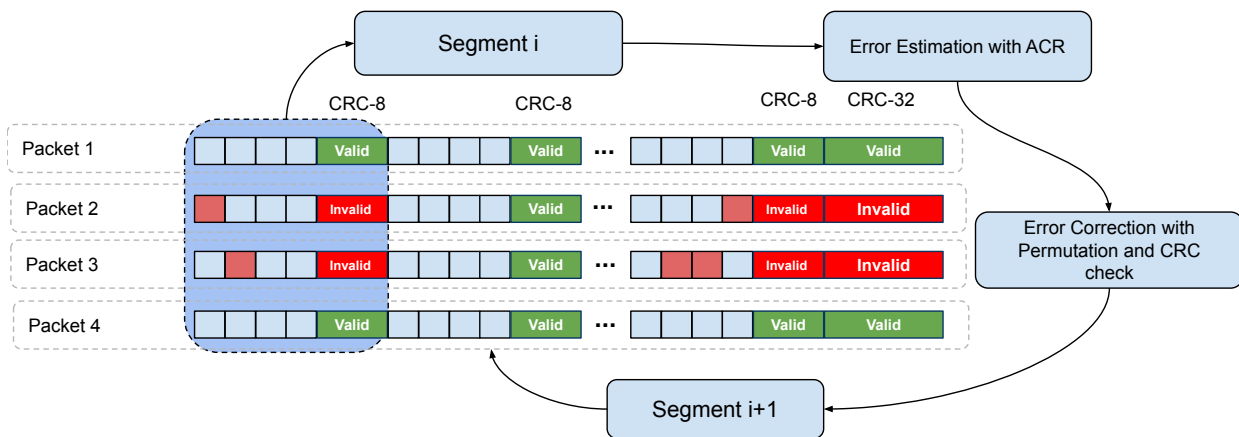 Segment i
Error Estimation with ACR
CRC-8 CRC-8 CRC-8 CRC-32
Packet 1 Valid Valid ... Valid Valid
Packet 2 Invalid Valid ... Invalid Invalid
Error Correction with
Permutation and CRC
check
Packet 3 Invalid Valid ... Invalid Invalid
Packet 4 Valid Valid ... Valid Valid
Segment i+1